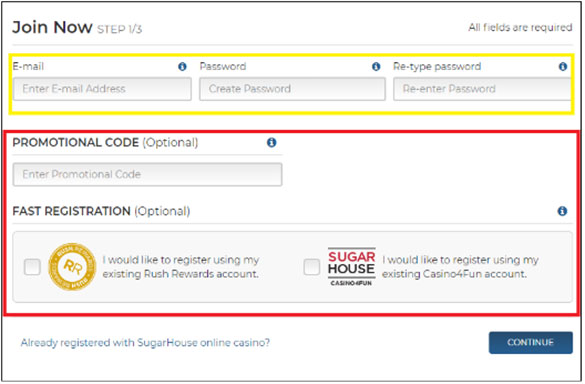 Join Now STEP 1/3
All fields are required
E-mail
Password
Re-type password
Enter E-mail Address
Create Password
Re-enter Password
PROMOTIONAL CODE (Optional)
Enter Promotional Code
FAST REGISTRATION (Optional)
RUSH REWARDS
RR
I would like to register using my
existing Rush Rewards account.
SUGAR
HOUSE
CASINO4FUN
I would like to register using my
existing Casino4Fun account.
Already registered with SugarHouse online casino?
CONTINUE